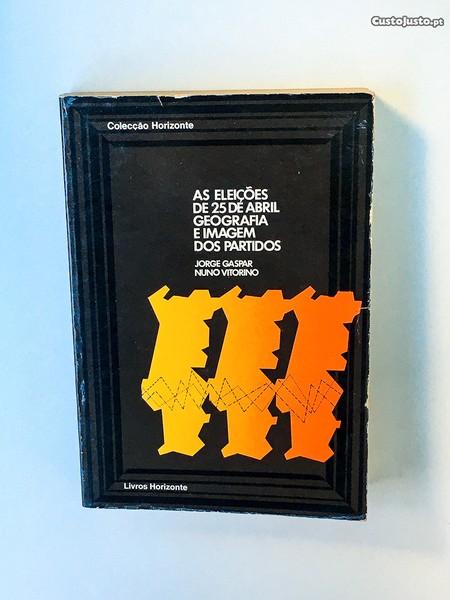 CustoJusto.pt
Colecção Horizonte
AS ELEIÇÕES
DE 25 DE ABRIL
GEOGRAFIA
E IMAGEM
DOS PARTIDOS
JORGE GASPAR
NUNO VITORINO
Livros Horizonte